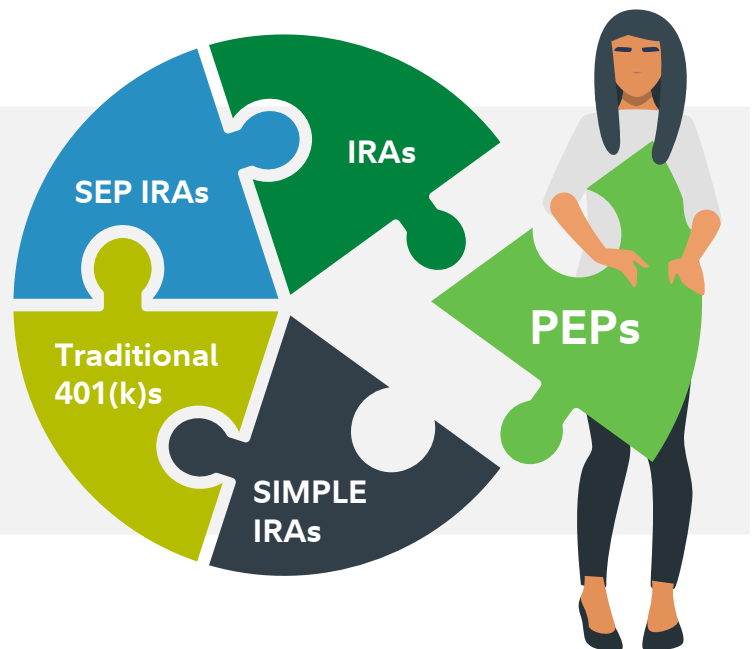 IRAs
SEP IRAs
PEPs
Traditional
401(k)s
SIMPLE
IRAs